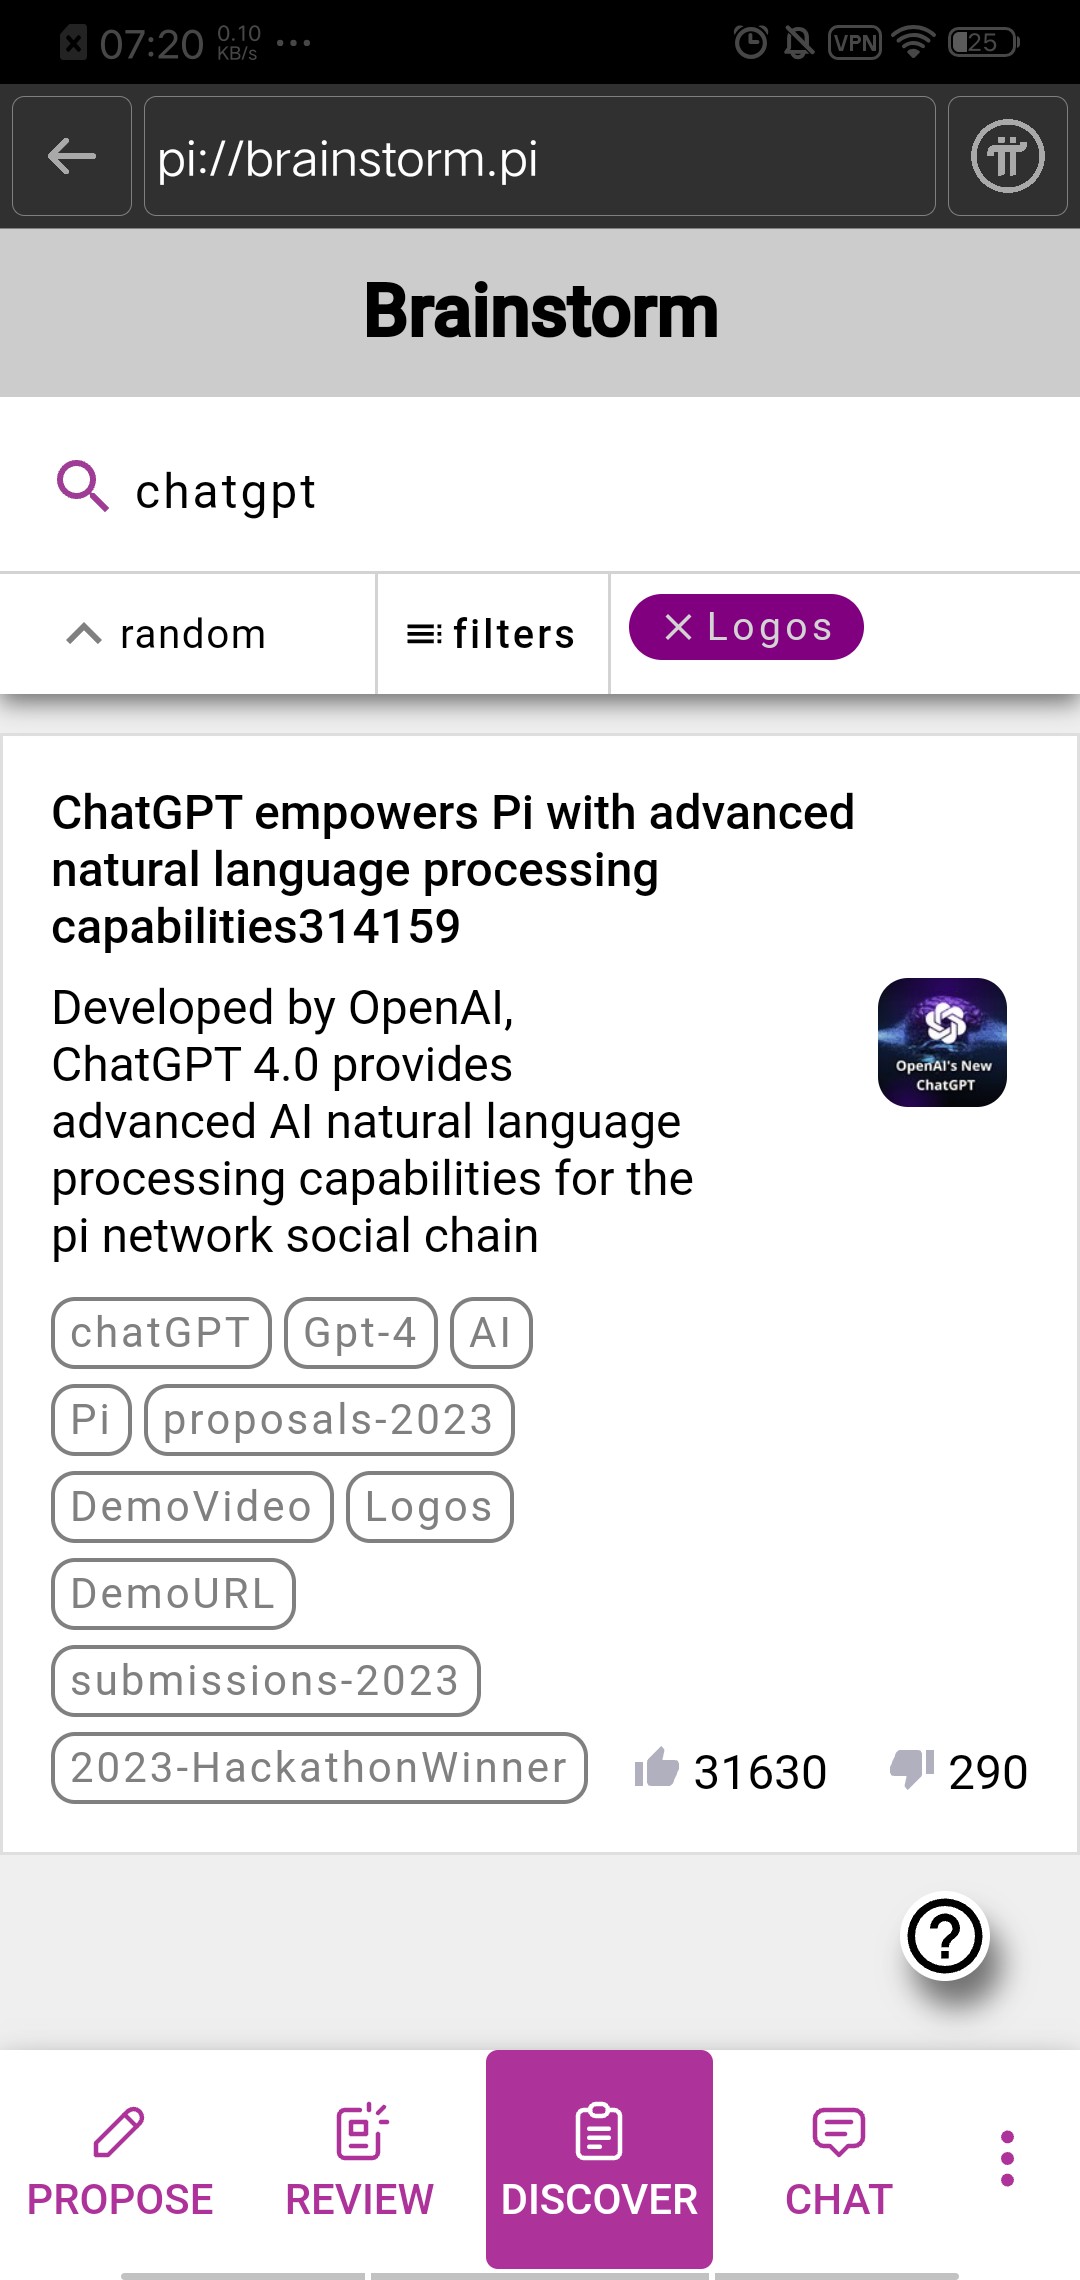 07:20 0.10 KB/s ... VPN 25
pi://brainstorm.pi
Brainstorm
chatgpt
random filters Logos
ChatGPT empowers Pi with advanced
natural language processing
capabilities314159
Developed by OpenAI,
ChatGPT 4.0 provides
advanced AI natural language
processing capabilities for the
pi network social chain
OpenAI's New
ChatGPT
chatGPT Gpt-4 AI
Pi proposals-2023
DemoVideo Logos
DemoURL
submissions-2023
2023-HackathonWinner 31630 290
?
PROPOSE REVIEW DISCOVER CHAT